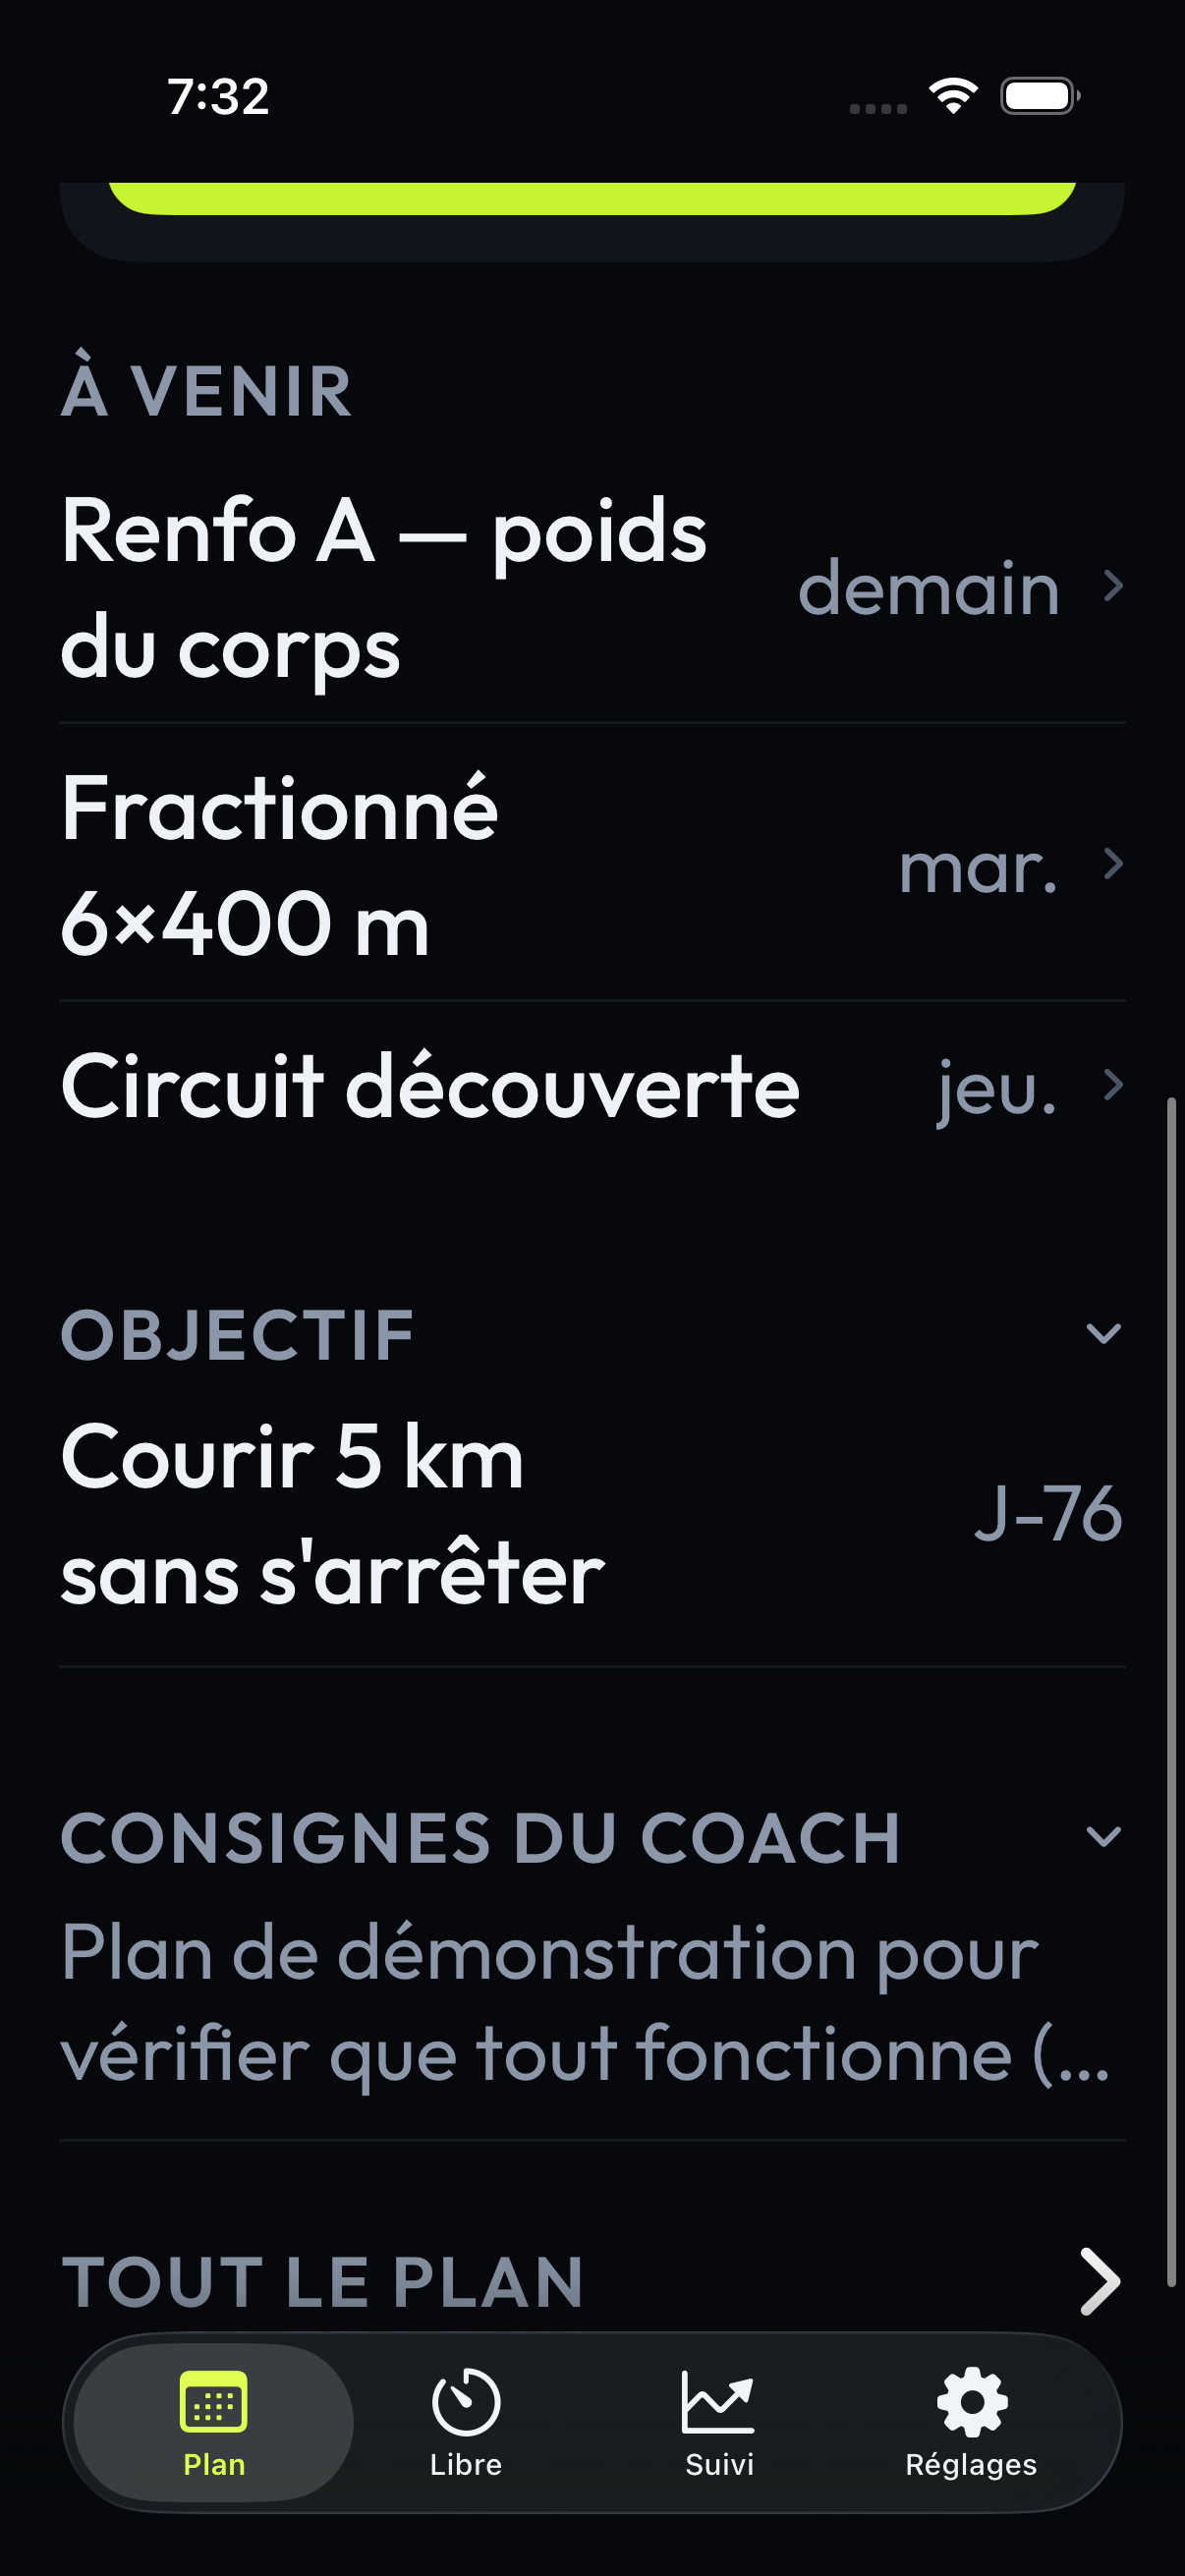 7:32
À VENIR
Renfo A — poids
du corps
demain
Fractionné
6×400 m
mar.
Circuit découverte
jeu.
OBJECTIF
Courir 5 km
sans s'arrêter
J-76
CONSIGNES DU COACH
Plan de démonstration pour
vérifier que tout fonctionne (…
TOUT LE PLAN
Plan
Libre
Suivi
Réglages